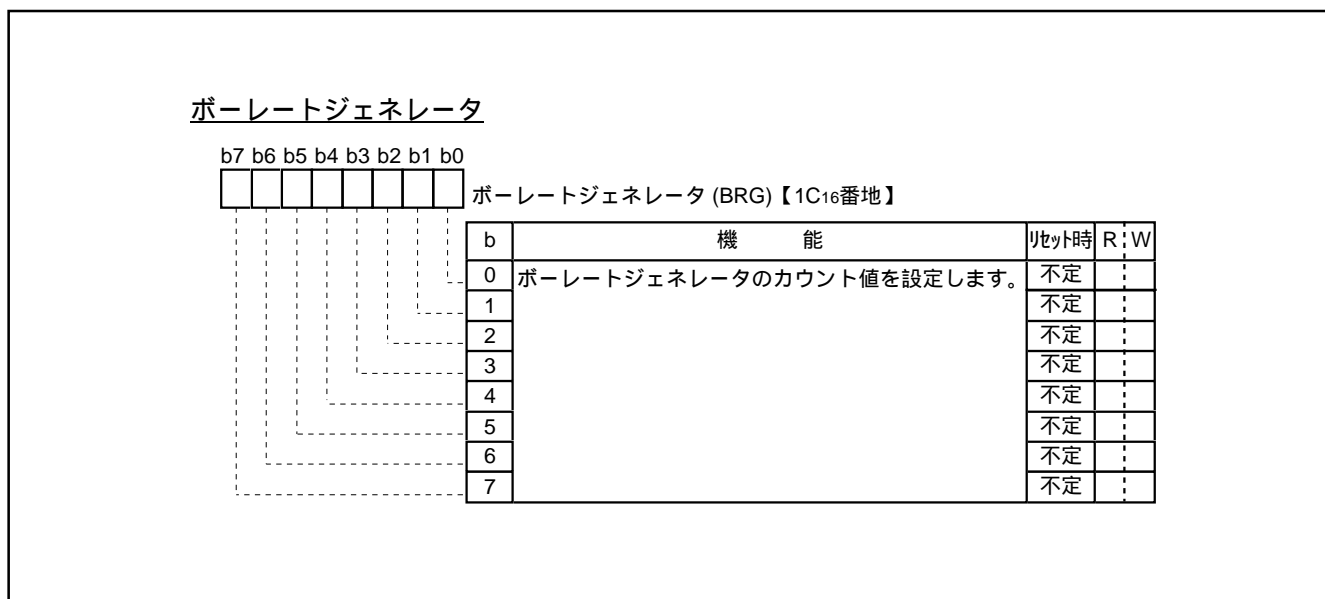 ボーレートジェネレータ
b7 b6 b5 b4 b3 b2 b1 b0
ボーレートジェネレータ (BRG)【1C16番地】
b 機 能 リセット時 R W
0 ボーレートジェネレータのカウント値を設定します。 不定
1 不定
2 不定
3 不定
4 不定
5 不定
6 不定
7 不定